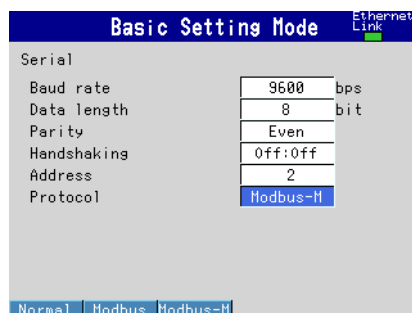 Basic Setting Mode
Ethernet
Link
Serial
Baud rate 9600 bps
Data length 8 bit
Parity Even
Handshaking Off:Off
Address 2
Protocol Modbus-M
Normal Modbus Modbus-M